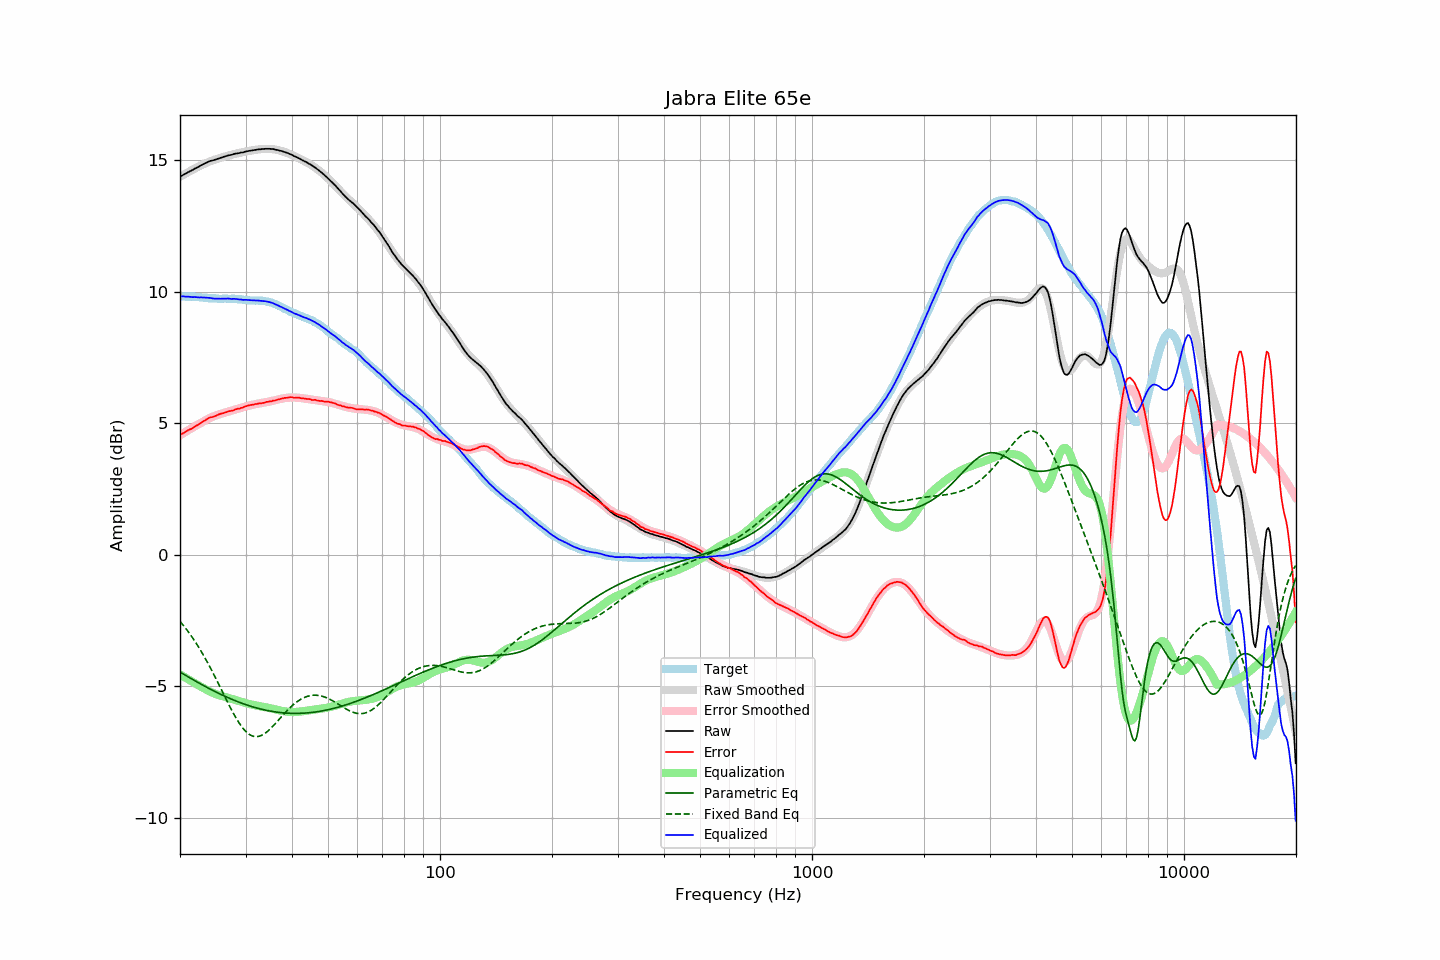 Jabra Elite 65e
Amplitude (dBr)
15
10
5
0
−5
−10
100
1000
10000
Frequency (Hz)
Target
Raw Smoothed
Error Smoothed
Raw
Error
Equalization
Parametric Eq
Fixed Band Eq
Equalized